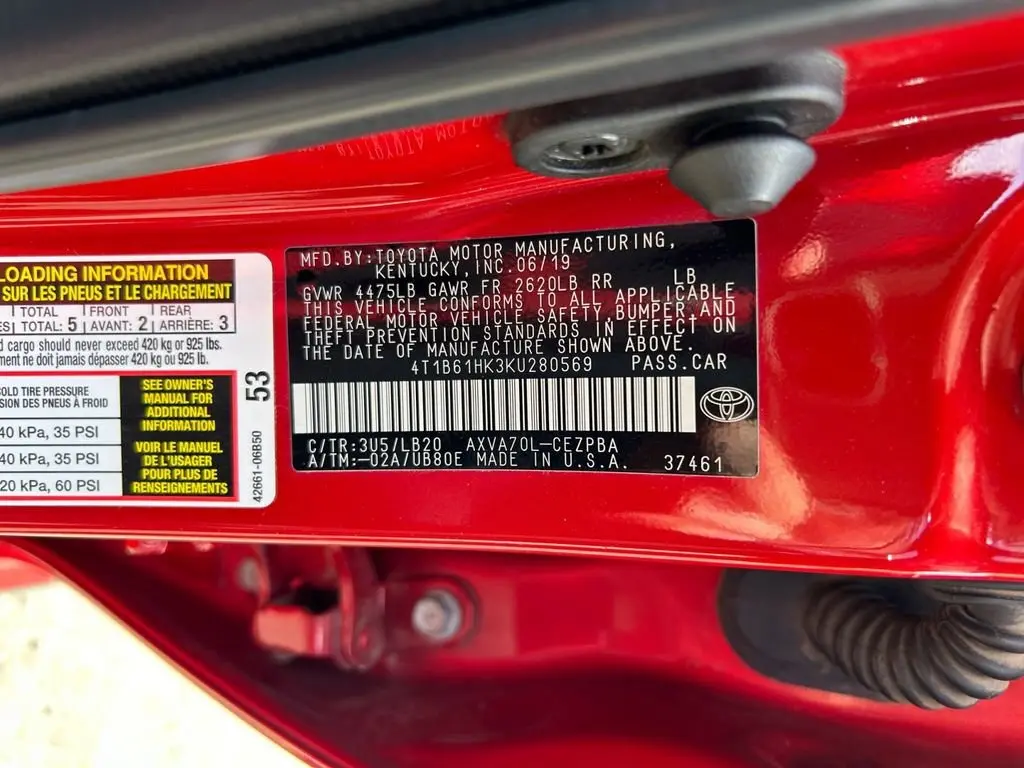 LOADING INFORMATION
SUR LES PNEUS ET LE CHARGEMENT
TOTAL | FRONT | REAR
TOTAL: 5 | AVANT: 2 | ARRIÈRE: 3
cargo should never exceed 420 kg or 925 lbs.
ne doit jamais dépasser 420 kg ou 925 lb.
TIRE PRESSURE
DES PNEUS À FROID
40 kPa, 35 PSI
40 kPa, 35 PSI
20 kPa, 60 PSI
SEE OWNER'S
MANUAL FOR
ADDITIONAL
INFORMATION
VOIR LE MANUEL
DE L'USAGER
POUR PLUS DE
RENSEIGNEMENTS
53
42661-06B50
MFD.BY:TOYOTA MOTOR MANUFACTURING,
KENTUCKY,INC.06/19
GVWR 4475LB GAWR FR 2620LB RR LB
THIS VEHICLE CONFORMS TO ALL APPLICABLE
FEDERAL MOTOR VEHICLE SAFETY,BUMPER,AND
THEFT PREVENTION STANDARDS IN EFFECT ON
THE DATE OF MANUFACTURE SHOWN ABOVE.
4T1B61HK3KU280569 PASS.CAR
C/TR:3U5/LB20 AXVA70L-CEZPBA
A/TM:-02A/UB80E MADE IN U.S.A. 37461